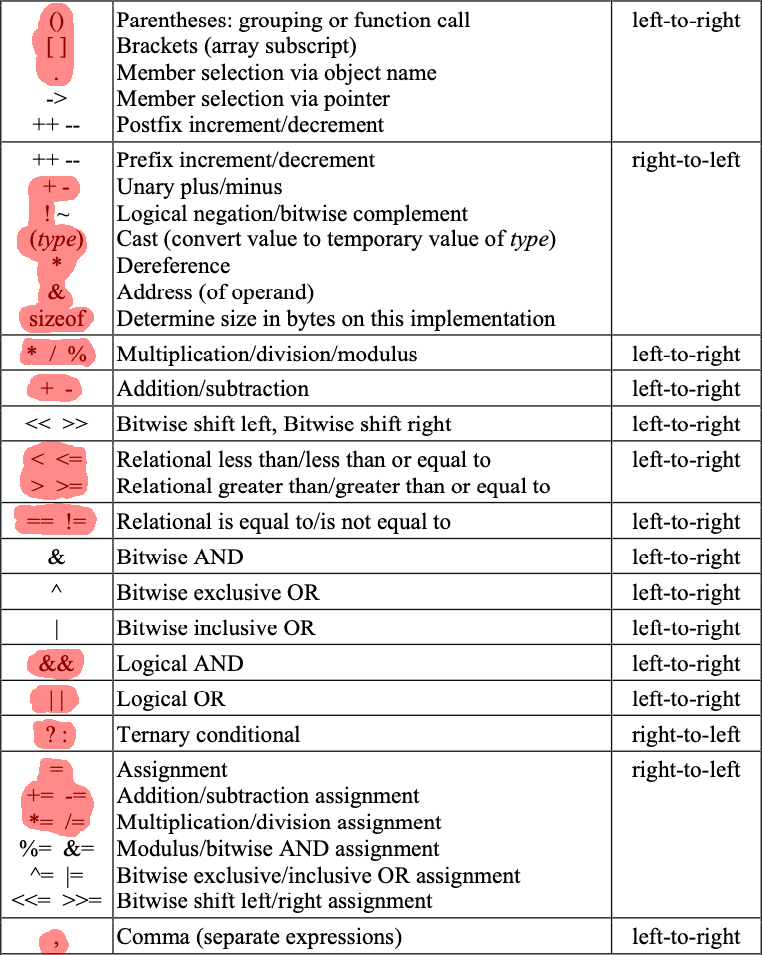 () Parentheses: grouping or function call left-to-right
[ ] Brackets (array subscript)
. Member selection via object name
-> Member selection via pointer
++ -- Postfix increment/decrement
++ -- Prefix increment/decrement right-to-left
+ - Unary plus/minus
! ~ Logical negation/bitwise complement
(type) Cast (convert value to temporary value of type)
* Dereference
& Address (of operand)
sizeof Determine size in bytes on this implementation
* / % Multiplication/division/modulus left-to-right
+ - Addition/subtraction left-to-right
<< >> Bitwise shift left, Bitwise shift right left-to-right
< <= Relational less than/less than or equal to left-to-right
> >= Relational greater than/greater than or equal to
== != Relational is equal to/is not equal to left-to-right
& Bitwise AND left-to-right
^ Bitwise exclusive OR left-to-right
| Bitwise inclusive OR left-to-right
&& Logical AND left-to-right
| | Logical OR left-to-right
? : Ternary conditional right-to-left
= Assignment right-to-left
+= -= Addition/subtraction assignment
*= /= Multiplication/division assignment
%= &= Modulus/bitwise AND assignment
^= |= Bitwise exclusive/inclusive OR assignment
<<= >>= Bitwise shift left/right assignment
, Comma (separate expressions) left-to-right